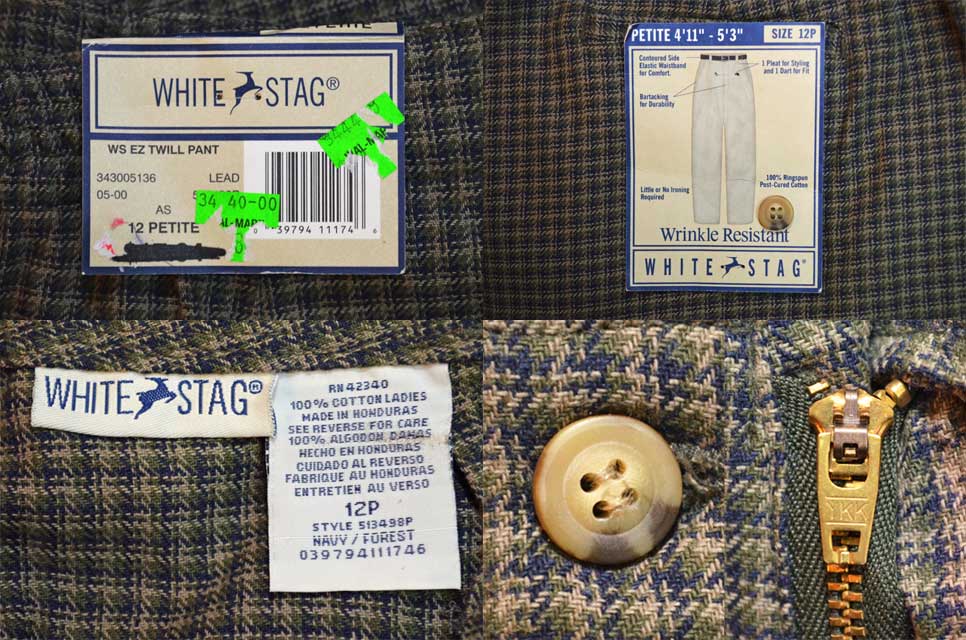 WHITE STAG®
WS EZ TWILL PANT
343005136 LEAD
05-00
AS
12 PETITE
3444
WAL-MAR
34 40-00
AL-MAR
0 39794 11174 6
PETITE 4'11" - 5'3" SIZE 12P
Contoured Side
Elastic Waistband
for Comfort.
1 Pleat for Styling
and 1 Dart for Fit
Bartacking
for Durability
Little or No Ironing
Required
100% Ringspun
Post-Cured Cotton
Wrinkle Resistant
WHITE STAG®
WHITE STAG®
RN 42340
100% COTTON LADIES
MADE IN HONDURAS
SEE REVERSE FOR CARE
100% ALGODON DAMAS
HECHO EN HONDURAS
CUIDADO AL REVERSO
FABRIQUE AU HONDURAS
ENTRETIEN AU VERSO
12P
STYLE 513498P
NAVY / FOREST
039794111746
YKK